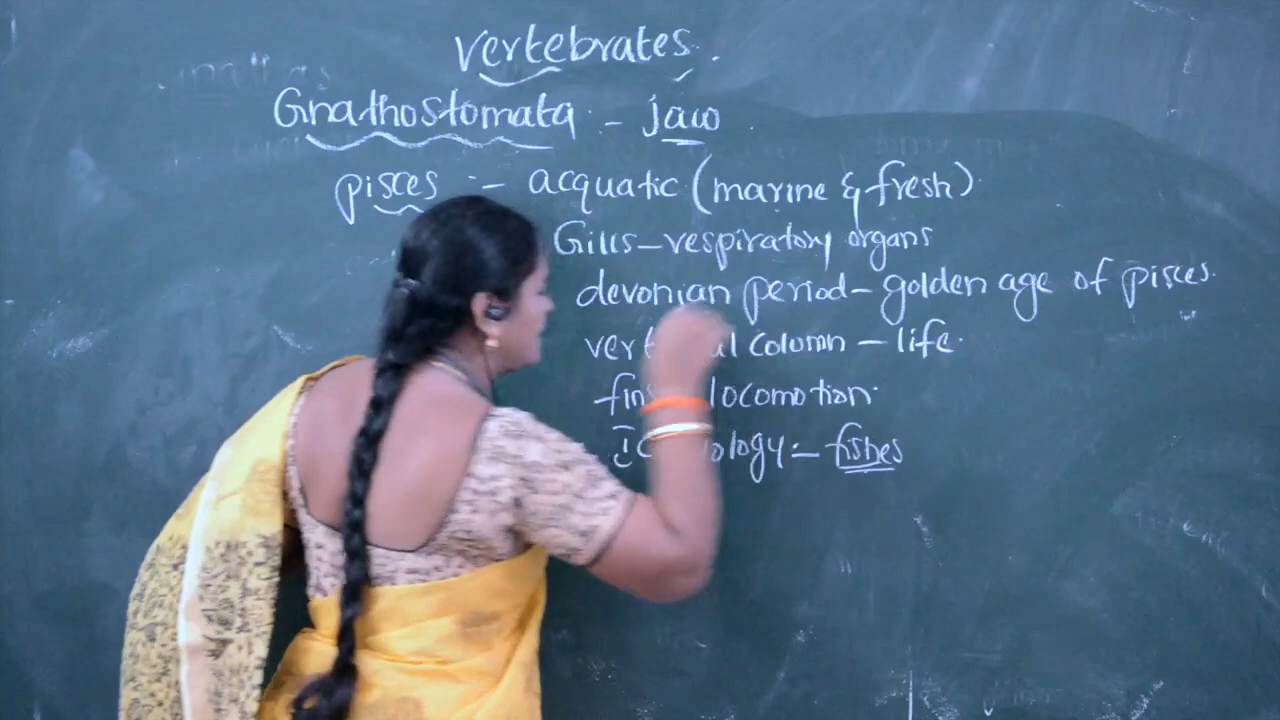 Vertebrates.
Gnathostomata :- jaw.
pisces :- acquatic (marine & fresh).
Gills - respiratory organs
devonian period - golden age of pisces.
column - life.
locomotion.
fishes